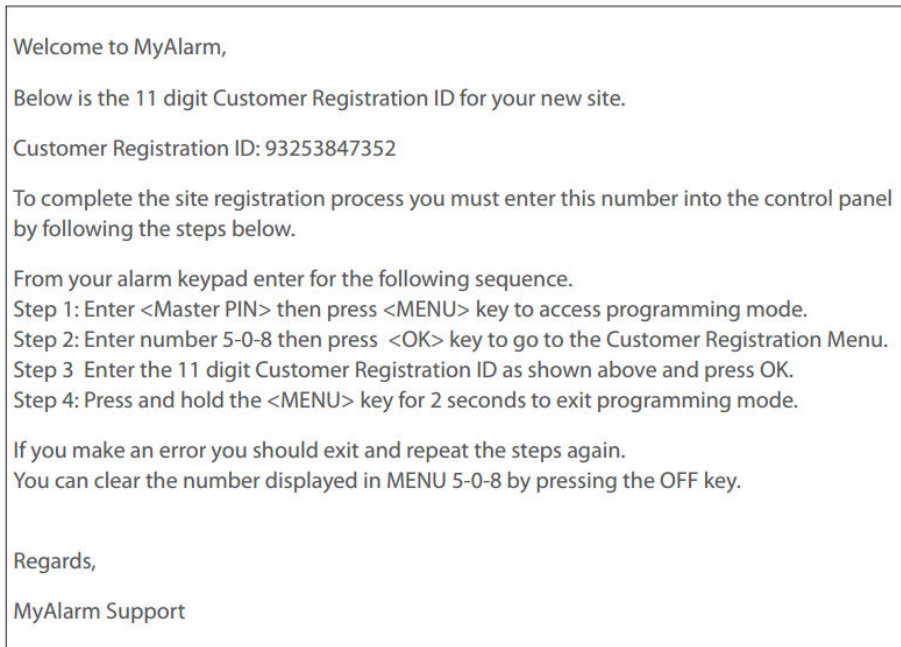 Welcome to MyAlarm,
Below is the 11 digit Customer Registration ID for your new site.
Customer Registration ID: 93253847352
To complete the site registration process you must enter this number into the control panel
by following the steps below.
From your alarm keypad enter for the following sequence.
Step 1: Enter <Master PIN> then press <MENU> key to access programming mode.
Step 2: Enter number 5-0-8 then press  <OK> key to go to the Customer Registration Menu.
Step 3  Enter the 11 digit Customer Registration ID as shown above and press OK.
Step 4: Press and hold the <MENU> key for 2 seconds to exit programming mode.
If you make an error you should exit and repeat the steps again.
You can clear the number displayed in MENU 5-0-8 by pressing the OFF key.
Regards,
MyAlarm Support